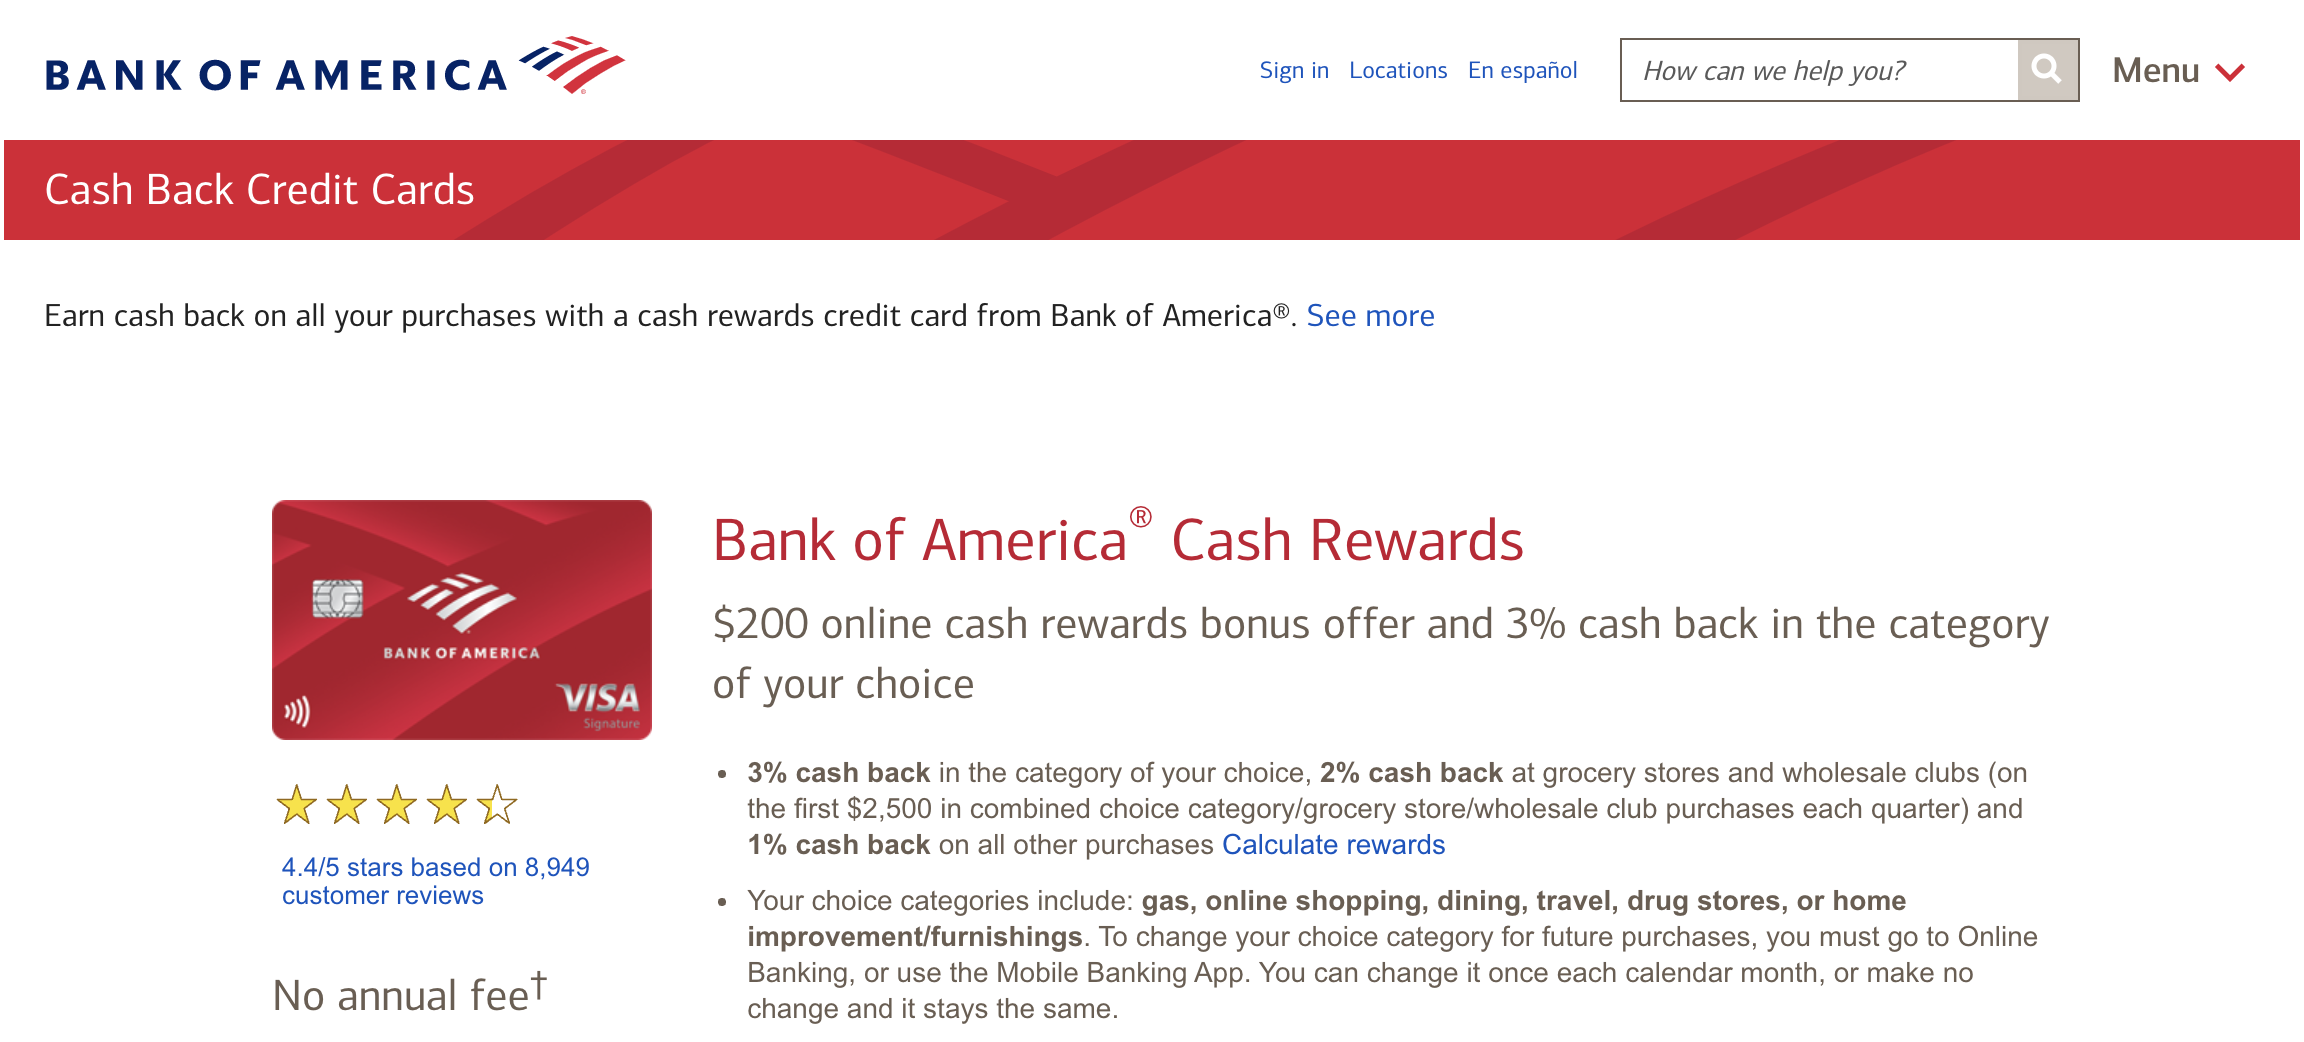 BANK OF AMERICA
Sign in Locations En español
How can we help you?
Menu
Cash Back Credit Cards
Earn cash back on all your purchases with a cash rewards credit card from Bank of America®. See more
BANK OF AMERICA
VISA
Signature
4.4/5 stars based on 8,949
customer reviews
No annual fee†
Bank of America® Cash Rewards
$200 online cash rewards bonus offer and 3% cash back in the category
of your choice
• 3% cash back in the category of your choice, 2% cash back at grocery stores and wholesale clubs (on
the first $2,500 in combined choice category/grocery store/wholesale club purchases each quarter) and
1% cash back on all other purchases Calculate rewards
• Your choice categories include: gas, online shopping, dining, travel, drug stores, or home
improvement/furnishings. To change your choice category for future purchases, you must go to Online
Banking, or use the Mobile Banking App. You can change it once each calendar month, or make no
change and it stays the same.